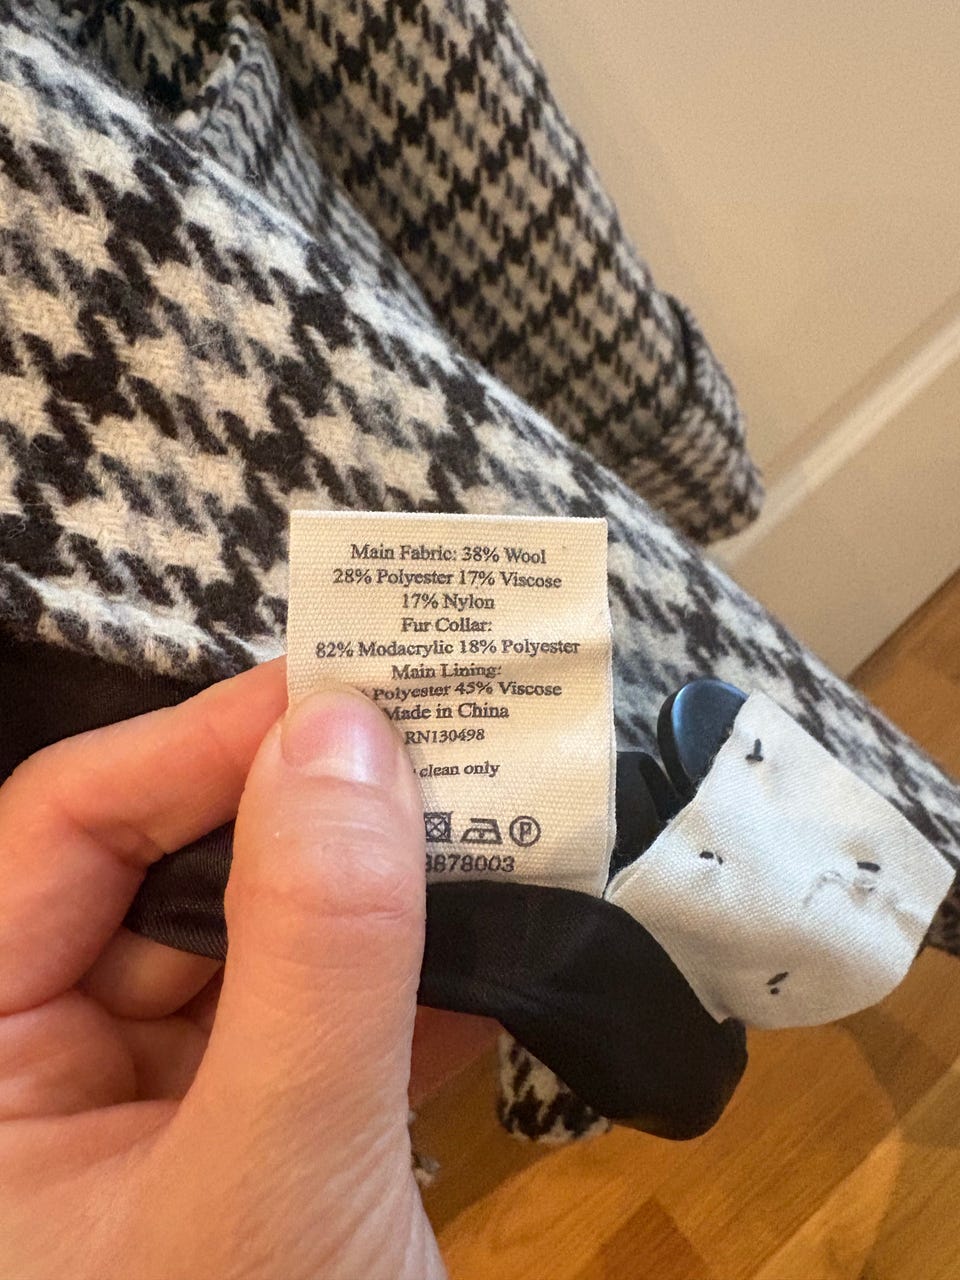 Main Fabric: 38% Wool
28% Polyester 17% Viscose
17% Nylon
Fur Collar:
82% Modacrylic 18% Polyester
Main Lining:
% Polyester 45% Viscose
Made in China
RN130498
clean only
P
878003